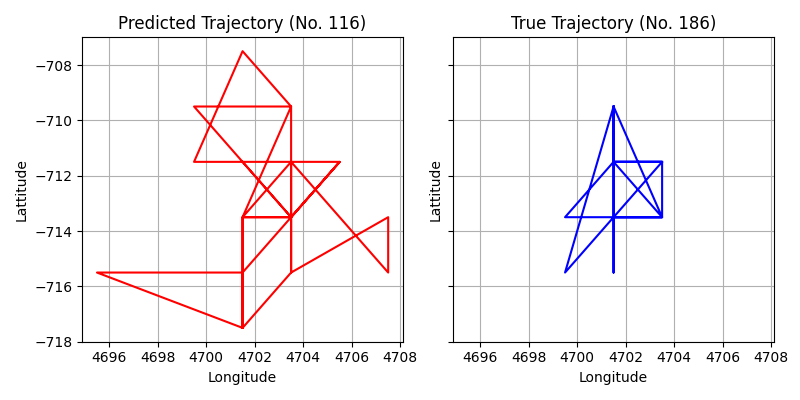 Predicted Trajectory (No. 116)
−708
−710
−712
−714
−716
−718
Lattitude
4696 4698 4700 4702 4704 4706 4708
Longitude
True Trajectory (No. 186)
Lattitude
4696 4698 4700 4702 4704 4706 4708
Longitude